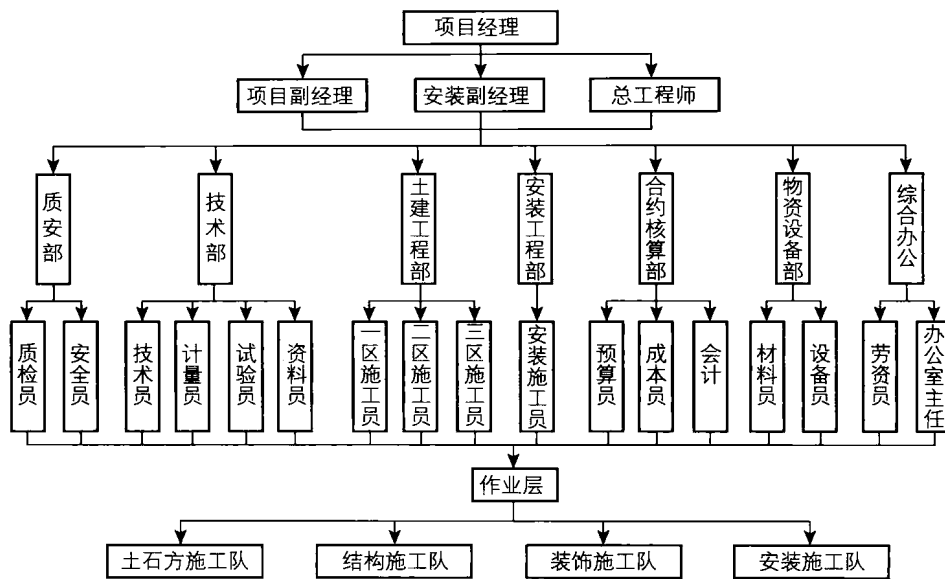 项目经理
项目副经理
安装副经理
总工程师
质安部
技术部
土建工程部
安装工程部
合约核算部
物资设备部
综合办公
质检员
安全员
技术员
计量员
试验员
资料员
一区施工员
二区施工员
三区施工员
安装施工员
预算员
成本员
会计
材料员
设备员
劳资员
办公室主任
作业层
土石方施工队
结构施工队
装饰施工队
安装施工队